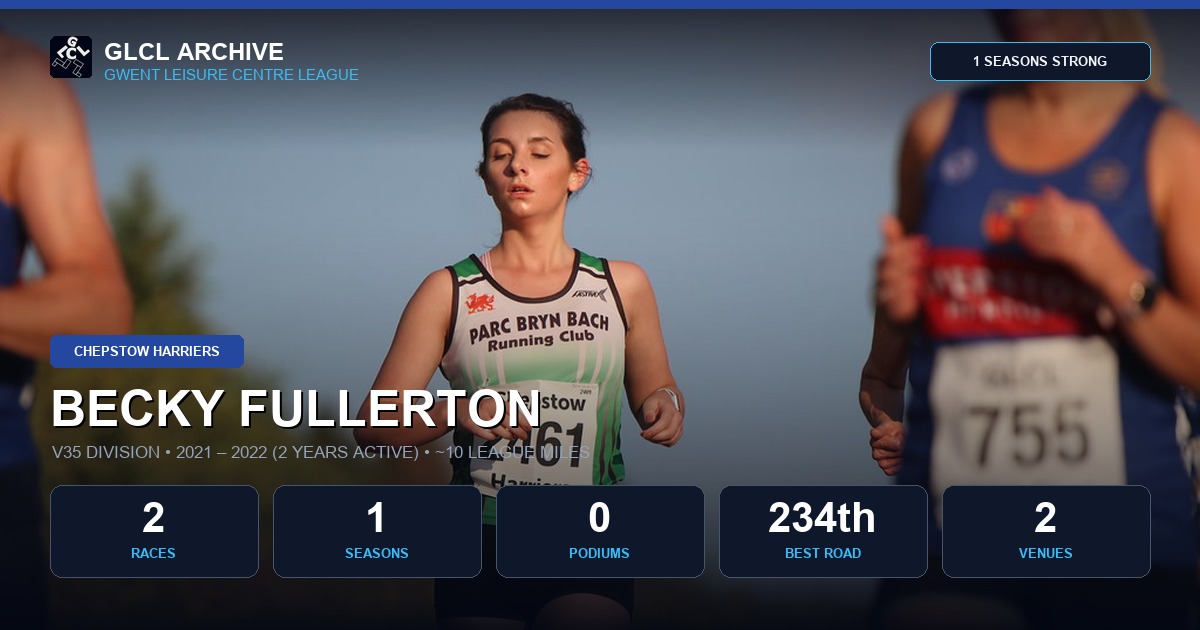 GLCL ARCHIVE
GWENT LEISURE CENTRE LEAGUE
1 SEASONS STRONG
PARC BRYN BACH
Running Club
CHEPSTOW HARRIERS
BECKY FULLERTON
V35 DIVISION • 2021 – 2022 (2 YEARS ACTIVE) • ~10 LEAGUE MILES
755
2
RACES
1
SEASONS
0
PODIUMS
234th
BEST ROAD
2
VENUES